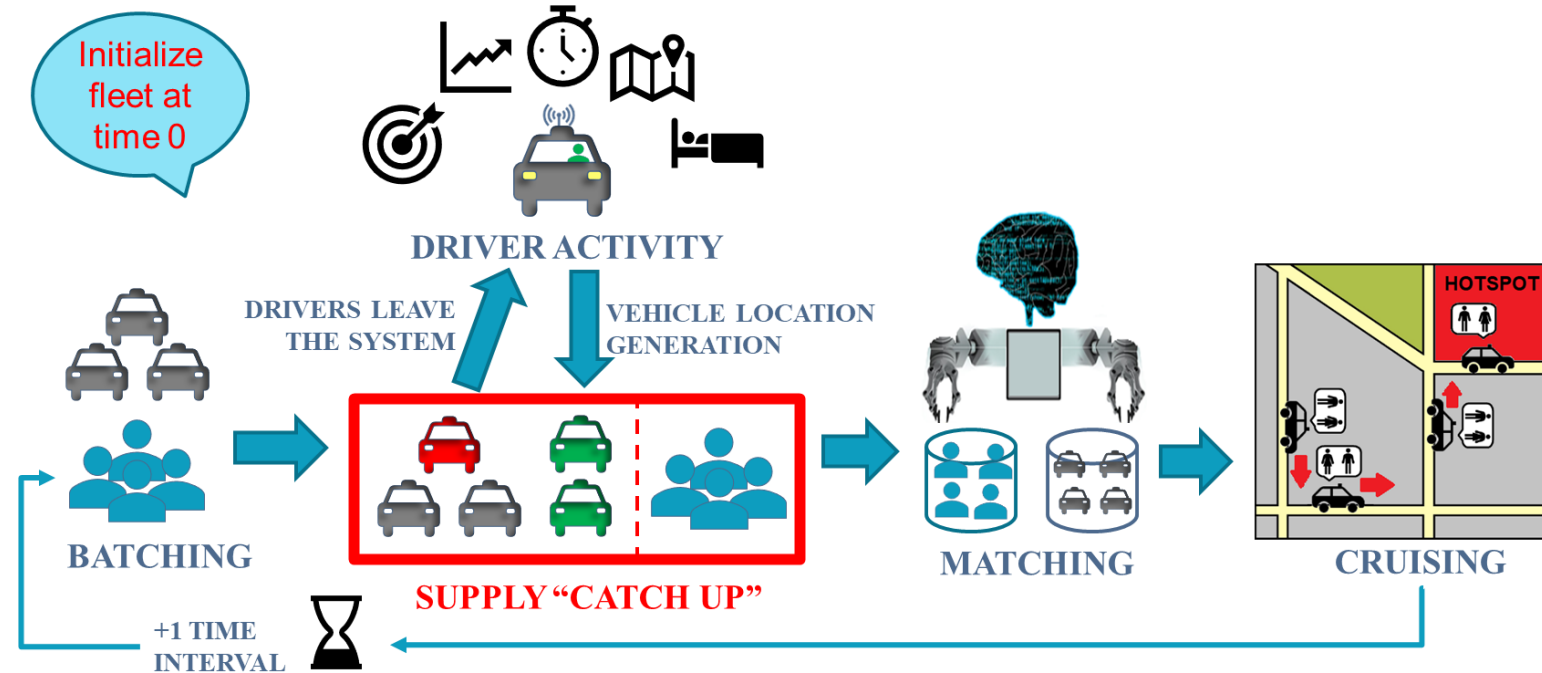 Initialize
fleet at
time 0
DRIVER ACTIVITY
DRIVERS LEAVE
THE SYSTEM
VEHICLE LOCATION
GENERATION
HOTSPOT
BATCHING
SUPPLY “CATCH UP”
MATCHING
CRUISING
+1 TIME
INTERVAL